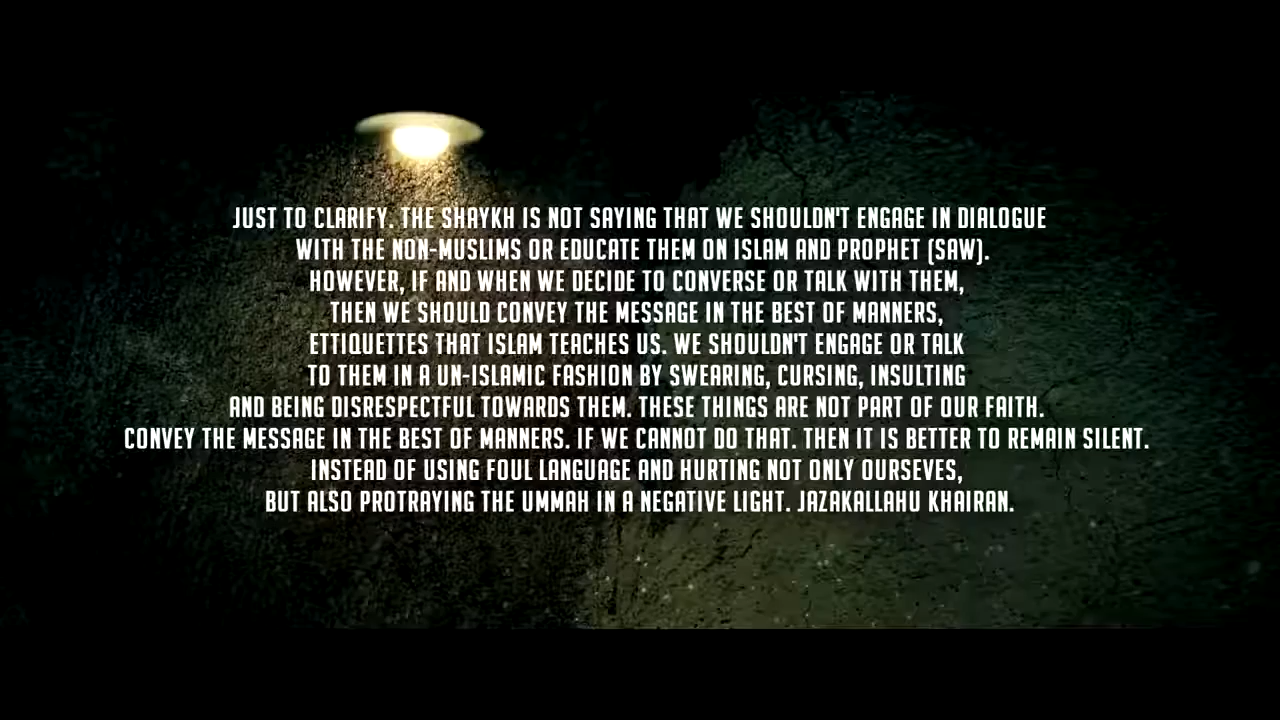 JUST TO CLARIFY. THE SHAYKH IS NOT SAYING THAT WE SHOULDN'T ENGAGE IN DIALOGUE
WITH THE NON-MUSLIMS OR EDUCATE THEM ON ISLAM AND PROPHET (SAW).
HOWEVER, IF AND WHEN WE DECIDE TO CONVERSE OR TALK WITH THEM,
THEN WE SHOULD CONVEY THE MESSAGE IN THE BEST OF MANNERS,
ETTIQUETTES THAT ISLAM TEACHES US. WE SHOULDN'T ENGAGE OR TALK
TO THEM IN A UN-ISLAMIC FASHION BY SWEARING, CURSING, INSULTING
AND BEING DISRESPECTFUL TOWARDS THEM. THESE THINGS ARE NOT PART OF OUR FAITH.
CONVEY THE MESSAGE IN THE BEST OF MANNERS. IF WE CANNOT DO THAT. THEN IT IS BETTER TO REMAIN SILENT.
INSTEAD OF USING FOUL LANGUAGE AND HURTING NOT ONLY OURSEVES,
BUT ALSO PROTRAYING THE UMMAH IN A NEGATIVE LIGHT. JAZAKALLAHU KHAIRAN.